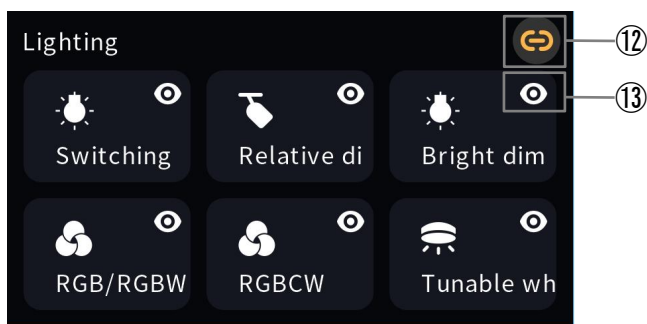 Lighting
⑫
⑬
Switching
Relative di
Bright dim
RGB/RGBW
RGBCW
Tunable wh